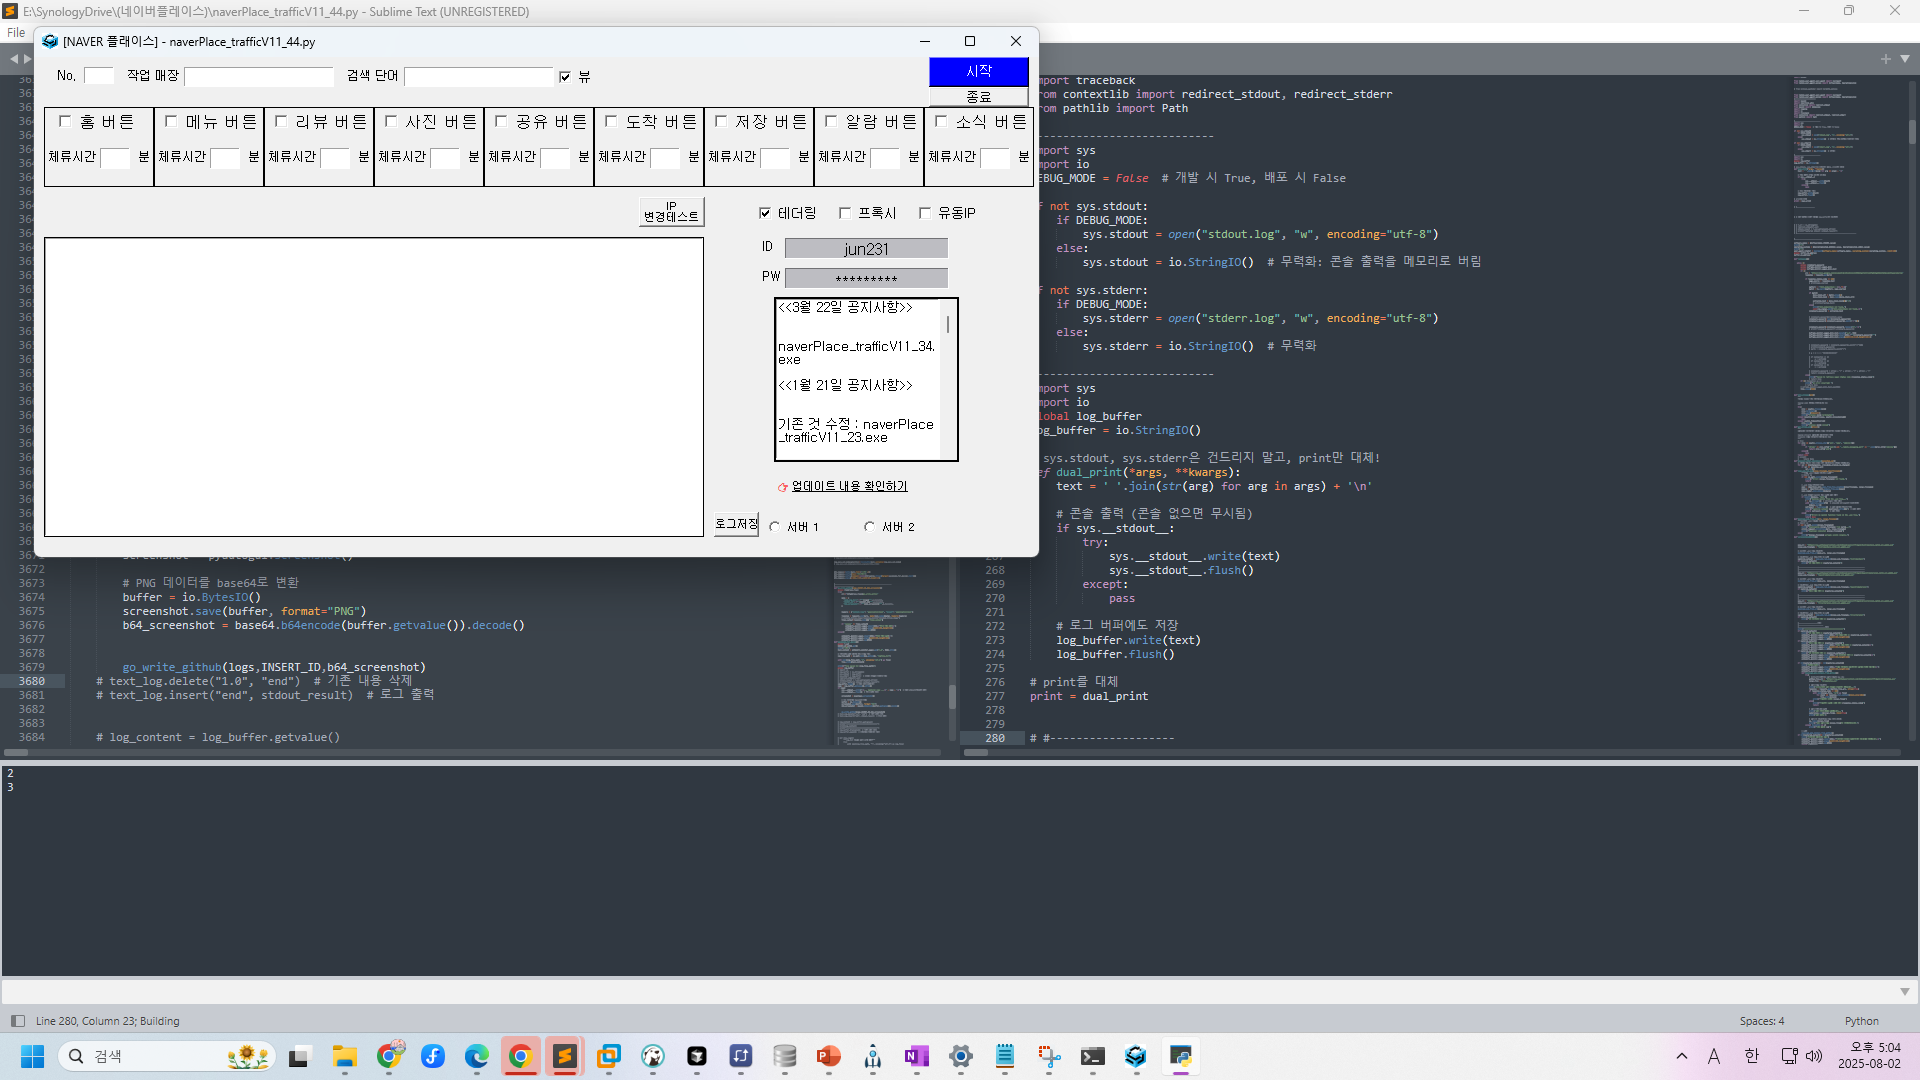 E:\SynologyDrive\(네이버플레이스)\naverPlace_trafficV11_44.py - Sublime Text (UNREGISTERED)
File
[NAVER 플래이스] - naverPlace_trafficV11_44.py
No, 작업 매장 검색 단어 뷰
시작
종료
홈 버튼 메뉴 버튼 리뷰 버튼 사진 버튼 공유 버튼 도착 버튼 저장 버튼 알람 버튼 소식 버튼
체류시간 분 체류시간 분 체류시간 분 체류시간 분 체류시간 분 체류시간 분 체류시간 분 체류시간 분 체류시간 분
IP
변경테스트
테더링 프록시 유동IP
ID jun231
PW *********
<<3월 22일 공지사항>>
naverPlace_trafficV11_34.
exe
<<1월 21일 공지사항>>
기존 것 수정 : naverPlace
_trafficV11_23.exe
업데이트 내용 확인하기
로그저장 서버 1 서버 2
3672
3673 # PNG 데이터를 base64로 변환
3674 buffer = io.BytesIO()
3675 screenshot.save(buffer, format="PNG")
3676 b64_screenshot = base64.b64encode(buffer.getvalue()).decode()
3677
3678
3679 go_write_github(logs,INSERT_ID,b64_screenshot)
3680 # text_log.delete("1.0", "end")  # 기존 내용 삭제
3681 # text_log.insert("end", stdout_result)  # 로그 출력
3682
3683
3684 # log_content = log_buffer.getvalue()
mport traceback
om contextlib import redirect_stdout, redirect_stderr
om pathlib import Path
---------------------------
mport sys
mport io
EBUG_MODE = False  # 개발 시 True, 배포 시 False
f not sys.stdout:
if DEBUG_MODE:
sys.stdout = open("stdout.log", "w", encoding="utf-8")
else:
sys.stdout = io.StringIO()  # 무력화: 콘솔 출력을 메모리로 버림
f not sys.stderr:
if DEBUG_MODE:
sys.stderr = open("stderr.log", "w", encoding="utf-8")
else:
sys.stderr = io.StringIO()  # 무력화
---------------------------
mport sys
mport io
lobal log_buffer
og_buffer = io.StringIO()
sys.stdout, sys.stderr은 건드리지 말고, print만 대체!
ef dual_print(*args, **kwargs):
text = ' '.join(str(arg) for arg in args) + '\n'
# 콘솔 출력 (콘솔 없으면 무시됨)
if sys.__stdout__:
try:
sys.__stdout__.write(text)
268 sys.__stdout__.flush()
269 except:
270 pass
271
272 # 로그 버퍼에도 저장
273 log_buffer.write(text)
274 log_buffer.flush()
275
276 # print를 대체
277 print = dual_print
278
279
280 # #-------------------
2
3
Line 280, Column 23; Building
Spaces: 4
Python
검색
A 한
오후 5:04
2025-08-02